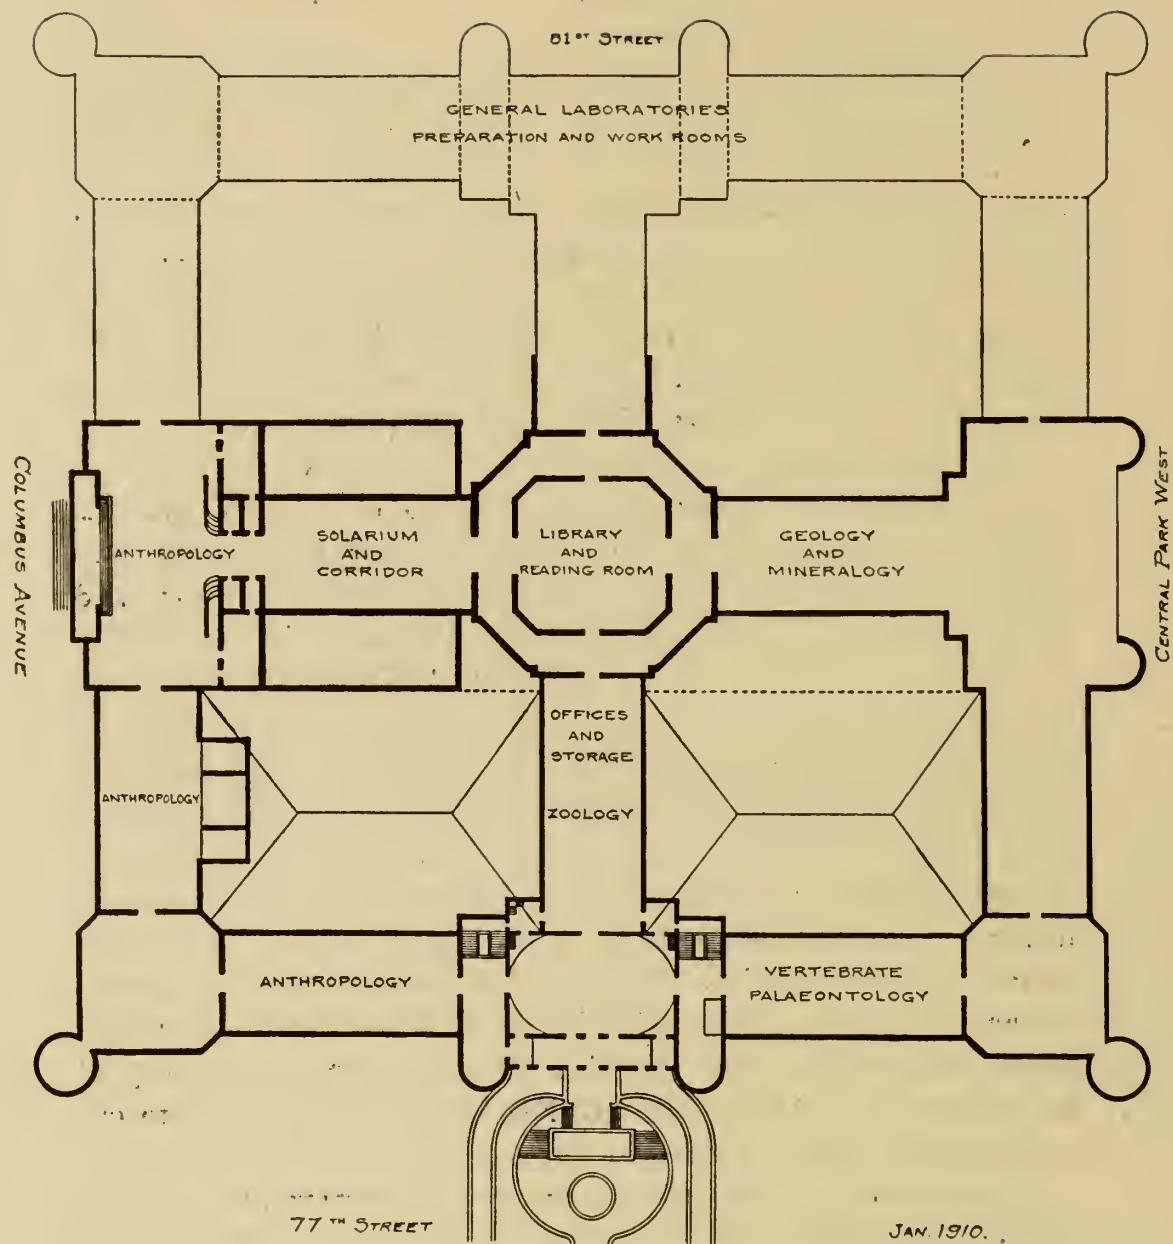 81ST STREET
GENERAL LABORATORIES
PREPARATION AND WORK ROOMS
COLUMBUS AVENUE
ANTHROPOLOGY
SOLARIUM
AND
CORRIDOR
LIBRARY
AND
READING ROOM
GEOLOGY
AND
MINERALOGY
CENTRAL PARK WEST
OFFICES
AND
STORAGE
ZOOLOGY
ANTHROPOLOGY
ANTHROPOLOGY
VERTEBRATE
PALAEONTOLOGY
77TH STREET
JAN. 1910.